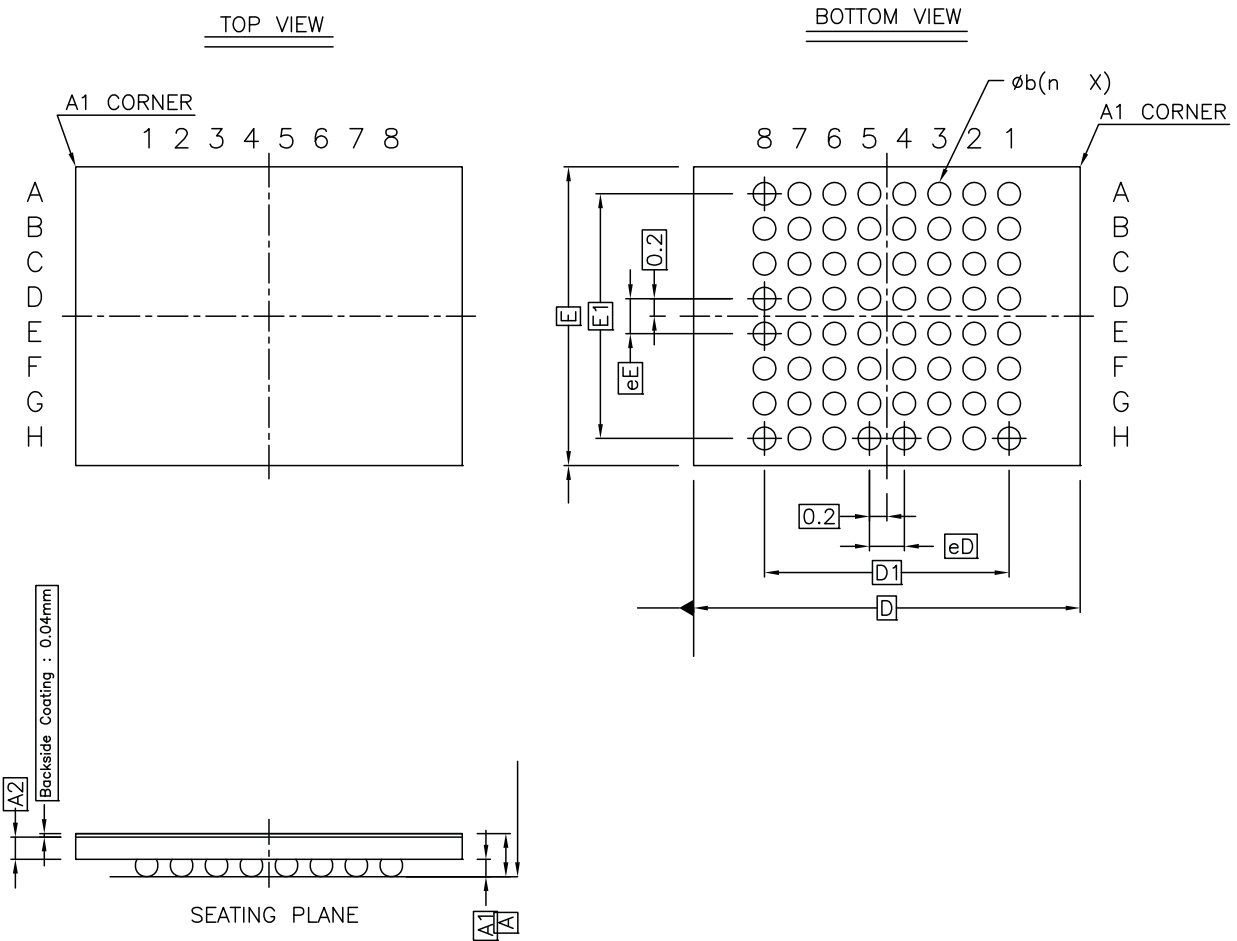 TOP VIEW
BOTTOM VIEW
A1 CORNER
1 2 3 4 5 6 7 8
A
B
C
D
E
F
G
H
øb(n X)
A1 CORNER
8 7 6 5 4 3 2 1
A
B
C
D
E
F
G
H
0.2
E
E1
eE
0.2
eD
D1
D
Backside Coating : 0.04mm
A2
SEATING PLANE
A1
A